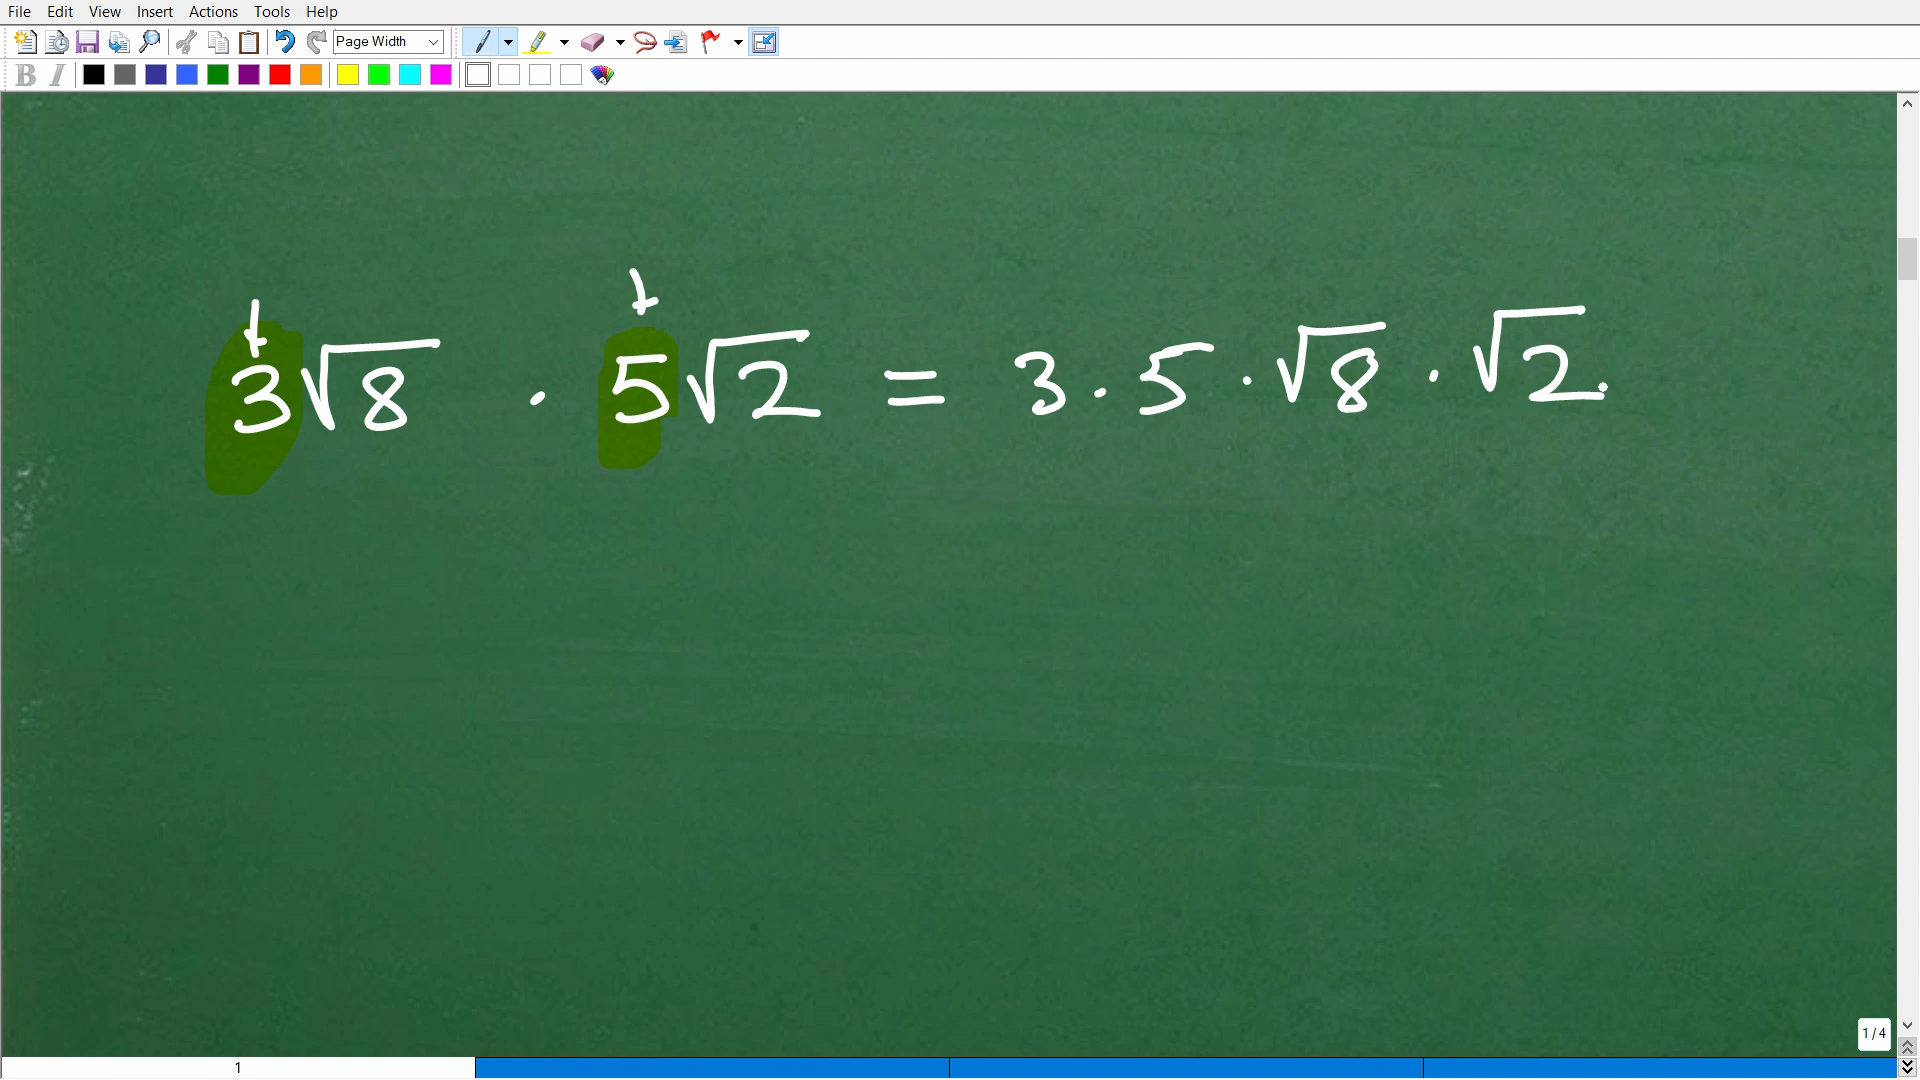 File Edit View Insert Actions Tools Help
Page Width
B I
3√8 · 5√2 = 3 · 5 · √8 · √2
1 / 4
1